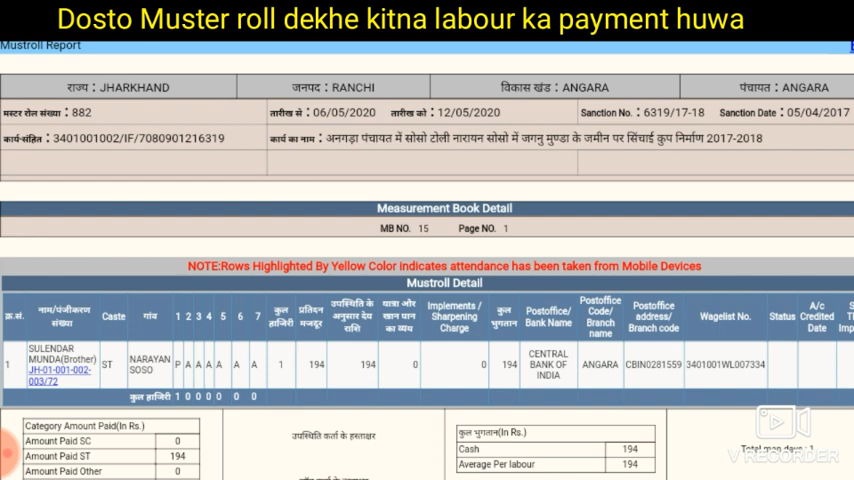 Dosto Muster roll dekhe kitna labour ka payment huwa
Mustroll Report
राज्य : JHARKHAND जनपद : RANCHI विकास खंड : ANGARA पंचायत : ANGARA
मस्टर रोल संख्या : 882 तारीख से : 06/05/2020 तारीख को : 12/05/2020 Sanction No. : 6319/17-18 Sanction Date : 05/04/2017
कार्य-संहित : 3401001002/IF/7080901216319 कार्य का नाम : अनगड़ा पंचायत में सोसो टोली नारायन सोसो में जगनु मुण्डा के जमीन पर सिंचाई कुप निर्माण 2017-2018
Measurement Book Detail
MB NO. 15 Page NO. 1
NOTE:Rows Highlighted By Yellow Color indicates attendance has been taken from Mobile Devices
Mustroll Detail
क्र.सं. नाम/पंजीकरण संख्या Caste गांव 1 2 3 4 5 6 7 कुल हाजिरी प्रतिदिन मजदूर उपस्थिति के अनुसार देय राशि यात्रा और खान पान का व्यय Implements / Sharpening Charge कुल भुगतान Postoffice/ Bank Name Postoffice Code/ Branch name Postoffice address/ Branch code Wagelist No. Status A/c Credited Date
1 SULENDAR MUNDA(Brother) JH-01-001-002-003/72 ST NARAYAN SOSO P A A A A A A 1 194 194 0 0 194 CENTRAL BANK OF INDIA ANGARA CBIN0281559 3401001WL007334
कुल हाजिरी 1 0 0 0 0 0 0
Category Amount Paid(In Rs.)
Amount Paid SC 0
Amount Paid ST 194
Amount Paid Other 0
उपस्थिति कर्ता के हस्ताक्षर
कुल भुगतान(In Rs.)
Cash 194
Average Per labour 194
Total man days : 1
V RECORDER